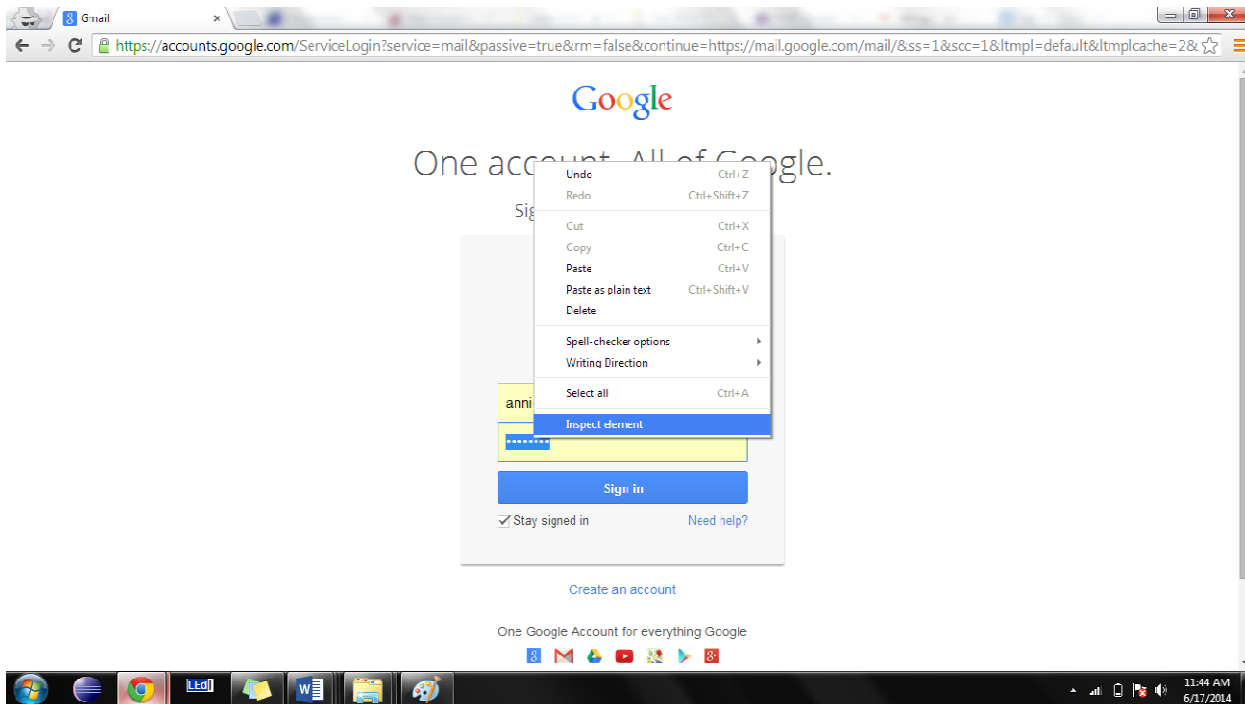 Gmail
https://accounts.google.com/ServiceLogin?service=mail&passive=true&rm=false&continue=https://mail.google.com/mail/&ss=1&scc=1&ltmpl=default&ltmplcache=2&
Google
One account. All of Google.
Sig
Undo Ctrl+Z
Redo Ctrl+Shift+Z
Cut Ctrl+X
Copy Ctrl+C
Paste Ctrl+V
Paste as plain text Ctrl+Shift+V
Delete
Spell-checker options
Writing Direction
Select all Ctrl+A
anni
Inspect element
Sign in
Stay signed in Need help?
Create an account
One Google Account for everything Google
11:44 AM
6/17/2014